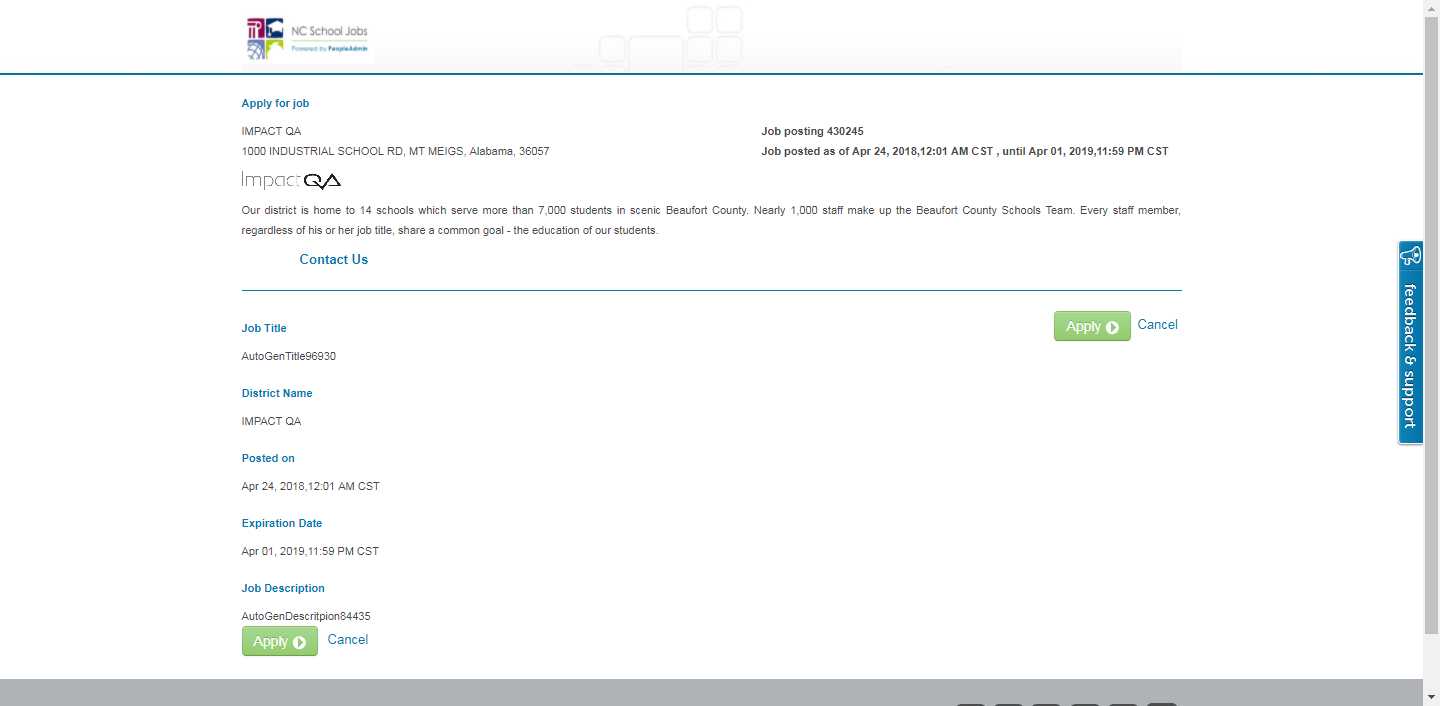 NC School Jobs
Powered by PeopleAdmin
Apply for job
IMPACT QA
Job posting 430245
1000 INDUSTRIAL SCHOOL RD, MT MEIGS, Alabama, 36057
Job posted as of Apr 24, 2018,12:01 AM CST , until Apr 01, 2019,11:59 PM CST
Impact QA
Our district is home to 14 schools which serve more than 7,000 students in scenic Beaufort County. Nearly 1,000 staff make up the Beaufort County Schools Team. Every staff member,
regardless of his or her job title, share a common goal - the education of our students.
Contact Us
Job Title
Apply
Cancel
AutoGenTitle96930
District Name
IMPACT QA
Posted on
Apr 24, 2018,12:01 AM CST
Expiration Date
Apr 01, 2019,11:59 PM CST
Job Description
AutoGenDescritpion84435
Apply
Cancel
feedback & support